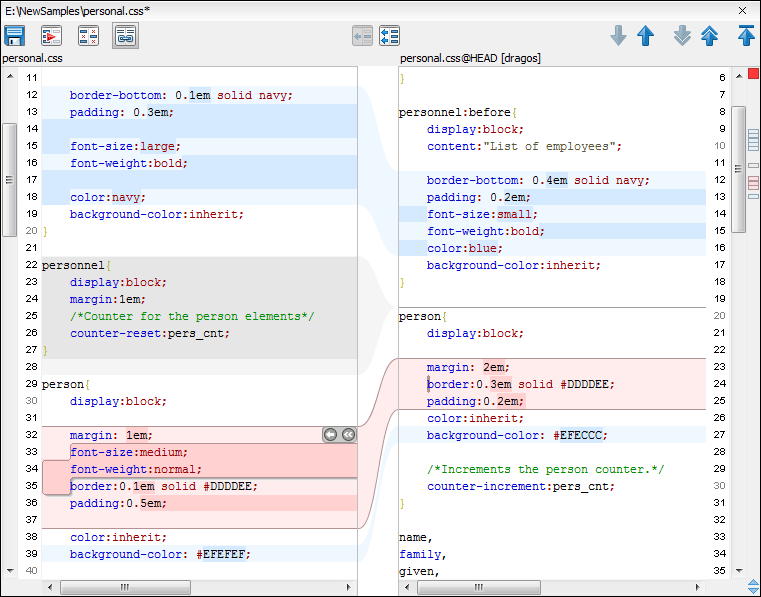 E:\NewSamples\personal.css*
personal.css
personal.css@HEAD [dragos]
11
12 border-bottom: 0.1em solid navy;
13 padding: 0.3em;
14
15 font-size:large;
16 font-weight:bold;
17
18 color:navy;
19 background-color:inherit;
20 }
21
22 personnel{
23 display:block;
24 margin:1em;
25 /*Counter for the person elements*/
26 counter-reset:pers_cnt;
27 }
28
29 person{
30 display:block;
31
32 margin: 1em;
33 font-size:medium;
34 font-weight:normal;
35 border:0.1em solid #DDDDEE;
36 padding:0.5em;
37
38 color:inherit;
39 background-color: #EFEFEF;
40
} 6
7
personnel:before{ 8
display:block; 9
content:"List of employees"; 10
11
border-bottom: 0.4em solid navy; 12
padding: 0.2em; 13
font-size:small; 14
font-weight:bold; 15
color:blue; 16
background-color:inherit; 17
} 18
19
person{ 20
display:block; 21
22
margin: 2em; 23
border:0.3em solid #DDDDEE; 24
padding:0.2em; 25
color:inherit; 26
background-color: #EFECCC; 27
28
/*Increments the person counter.*/ 29
counter-increment:pers_cnt; 30
} 31
32
name, 33
family, 34
given, 35